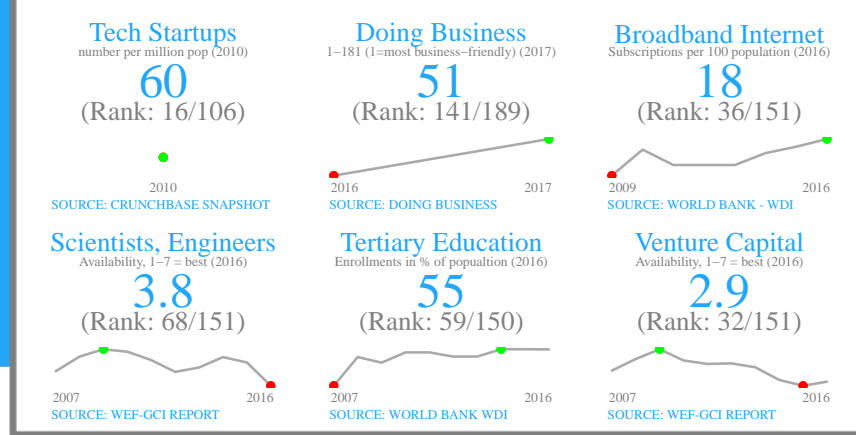 Tech Startups
number per million pop (2010)
60
(Rank: 16/106)
2010
SOURCE: CRUNCHBASE SNAPSHOT
Doing Business
1−181 (1=most business−friendly) (2017)
51
(Rank: 141/189)
2016 2017
SOURCE: DOING BUSINESS
Broadband Internet
Subscriptions per 100 population (2016)
18
(Rank: 36/151)
2009 2016
SOURCE: WORLD BANK - WDI
Scientists, Engineers
Availability, 1−7 = best (2016)
3.8
(Rank: 68/151)
2007 2016
SOURCE: WEF-GCI REPORT
Tertiary Education
Enrollments in % of popualtion (2016)
55
(Rank: 59/150)
2007 2016
SOURCE: WORLD BANK WDI
Venture Capital
Availability, 1−7 = best (2016)
2.9
(Rank: 32/151)
2007 2016
SOURCE: WEF-GCI REPORT